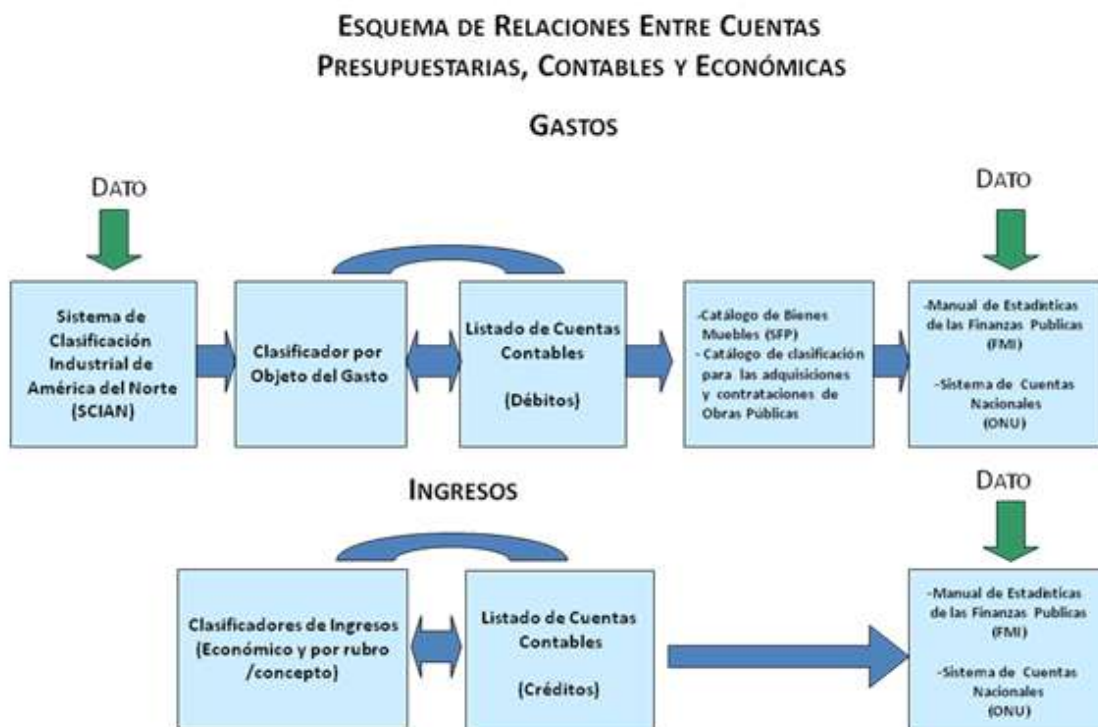 ESQUEMA DE RELACIONES ENTRE CUENTAS
PRESUPUESTARIAS, CONTABLES Y ECONÓMICAS
GASTOS
DATO
DATO
Sistema de
Clasificación
Industrial de
América del Norte
(SCIAN)
Clasificador por
Objeto del Gasto
Listado de Cuentas
Contables
(Débitos)
-Catálogo de Bienes
Muebles (SFP)
- Catálogo de clasificación
para las adquisiciones
y contrataciones de
Obras Públicas
-Manual de Estadísticas
de las Finanzas Publicas
(FMI)
-Sistema de Cuentas
Nacionales
(ONU)
INGRESOS
DATO
Clasificadores de Ingresos
(Económico y por rubro
/concepto)
Listado de Cuentas
Contables
(Créditos)
-Manual de Estadísticas
de las Finanzas Publicas
(FMI)
-Sistema de Cuentas
Nacionales
(ONU)